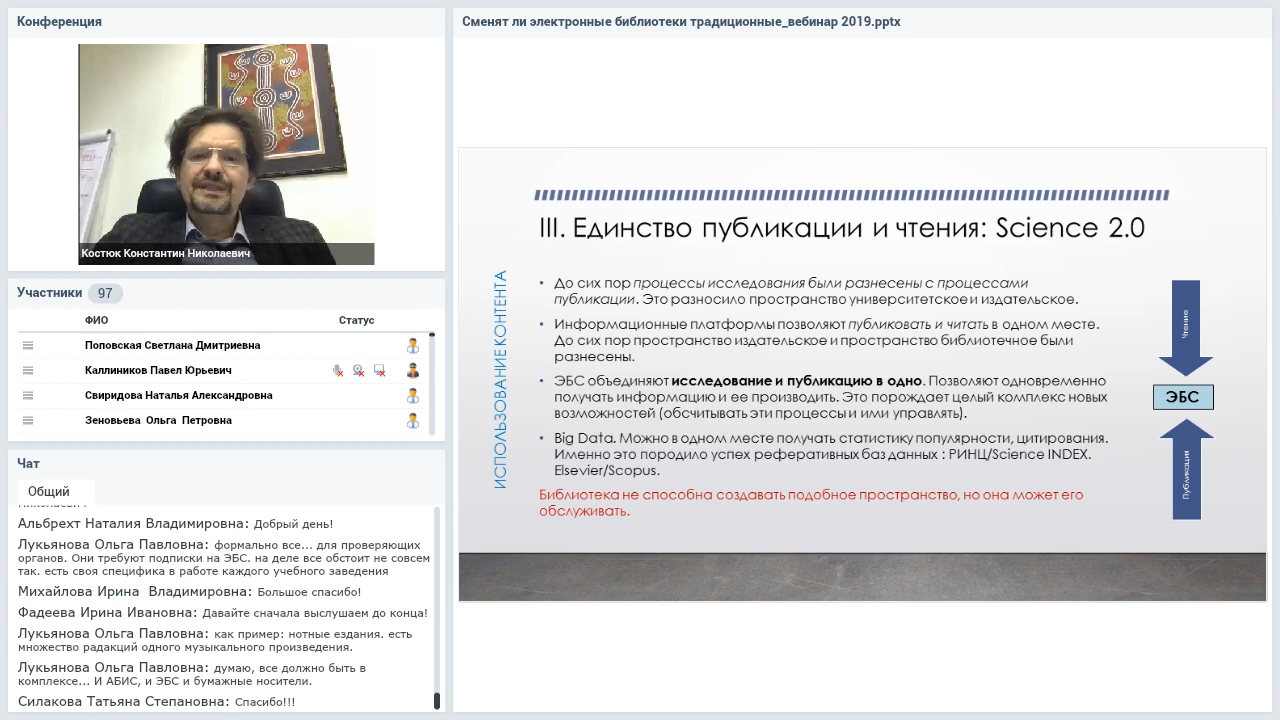 Конференция
Костюк Константин Николаевич
Участники 97
ФИО Статус
Поповская Светлана Дмитриевна
Каллиников Павел Юрьевич
Свиридова Наталья Александровна
Зеновьева Ольга Петровна
Чат
Общий
Альбрехт Наталия Владимировна: Добрый день!
Лукьянова Ольга Павловна: формально все... для проверяющих
органов. Они требуют подписки на ЭБС. на деле все обстоит не совсем
так. есть своя специфика в работе каждого учебного заведения
Михайлова Ирина Владимировна: Большое спасибо!
Фадеева Ирина Ивановна: Давайте сначала выслушаем до конца!
Лукьянова Ольга Павловна: как пример: нотные ездания. есть
множество радакций одного музыкального произведения.
Лукьянова Ольга Павловна: думаю, все должно быть в
комплексе... И АБИС, и ЭБС и бумажные носители.
Силакова Татьяна Степановна: Спасибо!!!
Сменят ли электронные библиотеки традиционные_вебинар 2019.pptx
III. Единство публикации и чтения: Science 2.0
ИСПОЛЬЗОВАНИЕ КОНТЕНТА
• До сих пор процессы исследования были разнесены с процессами
публикации. Это разносило пространство университетское и издательское.
• Информационные платформы позволяют публиковать и читать в одном месте.
До сих пор пространство издательское и пространство библиотечное были
разнесены.
• ЭБС объединяют исследование и публикацию в одно. Позволяют одновременно
получать информацию и ее производить. Это порождает целый комплекс новых
возможностей (обсчитывать эти процессы и ими управлять).
• Big Data. Можно в одном месте получать статистику популярности, цитирования.
Именно это породило успех реферативных баз данных : РИНЦ/Science INDEX.
Elsevier/Scopus.
Библиотека не способна создавать подобное пространство, но она может его
обслуживать.
Чтение
ЭБС
Публикация